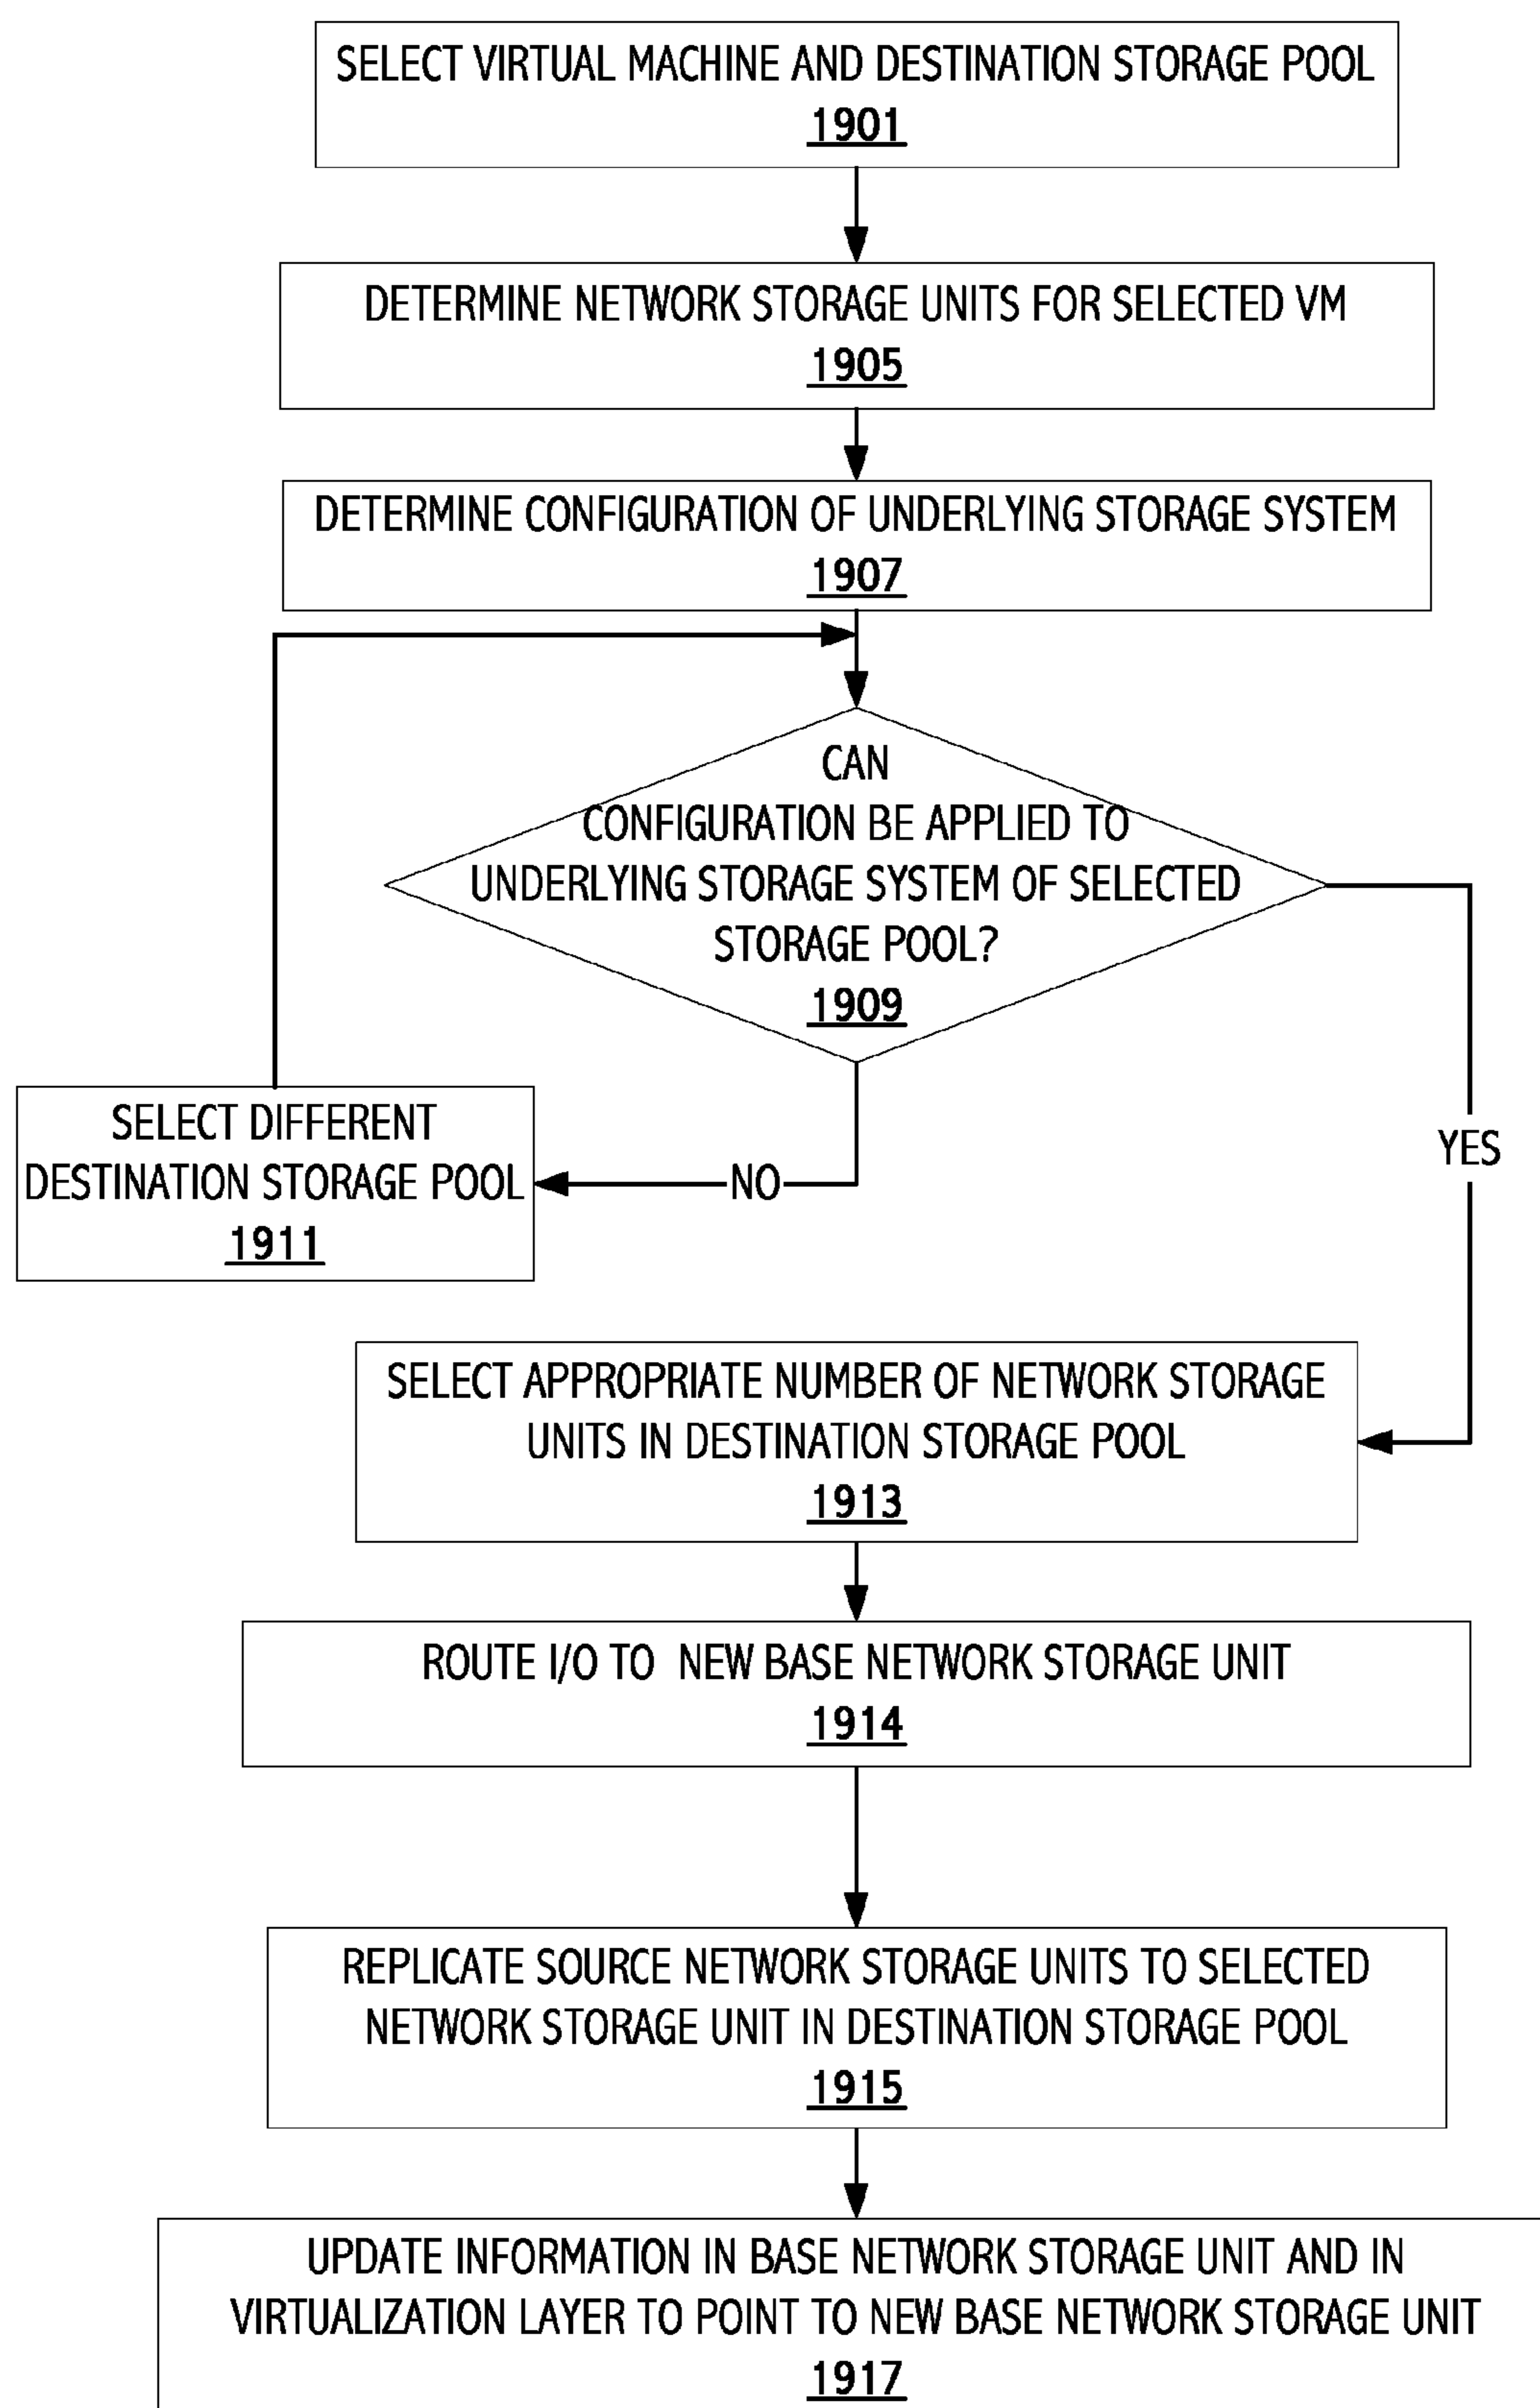 SELECT VIRTUAL MACHINE AND DESTINATION STORAGE POOL
1901
DETERMINE NETWORK STORAGE UNITS FOR SELECTED VM
1905
DETERMINE CONFIGURATION OF UNDERLYING STORAGE SYSTEM
1907
CAN
CONFIGURATION BE APPLIED TO
UNDERLYING STORAGE SYSTEM OF SELECTED
STORAGE POOL?
1909
SELECT DIFFERENT
DESTINATION STORAGE POOL
1911
NO
YES
SELECT APPROPRIATE NUMBER OF NETWORK STORAGE
UNITS IN DESTINATION STORAGE POOL
1913
ROUTE I/O TO NEW BASE NETWORK STORAGE UNIT
1914
REPLICATE SOURCE NETWORK STORAGE UNITS TO SELECTED
NETWORK STORAGE UNIT IN DESTINATION STORAGE POOL
1915
UPDATE INFORMATION IN BASE NETWORK STORAGE UNIT AND IN
VIRTUALIZATION LAYER TO POINT TO NEW BASE NETWORK STORAGE UNIT
1917